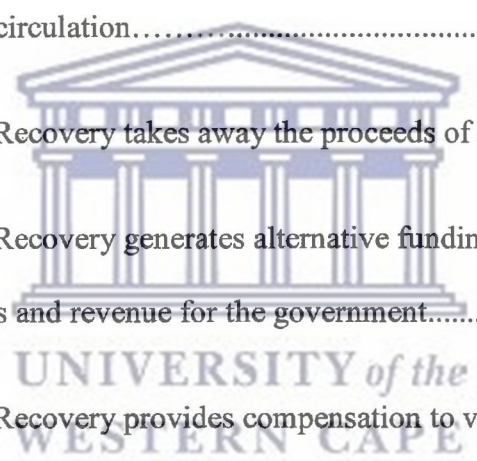 circulation.......................................................
Recovery takes away the proceeds of
Recovery generates alternative
s and revenue for the government.......
UNIVERSITY of the
Recovery provides compensation to
WESTERN CAPE